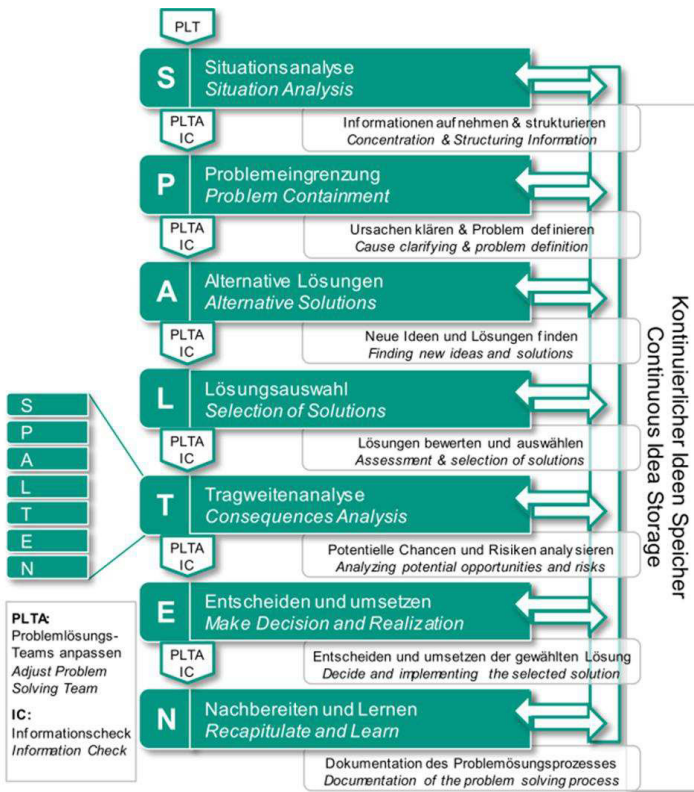 PLT
S
Situationsanalyse
Situation Analysis
PLTA
IC
Informationen aufnehmen & strukturieren
Concentration & Structuring Information
P
Problemeingrenzung
Problem Containment
PLTA
IC
Ursachen klären & Problem definieren
Cause clarifying & problem definition
A
Alternative Lösungen
Alternative Solutions
PLTA
IC
Neue Ideen und Lösungen finden
Finding new ideas and solutions
L
Lösungsauswahl
Selection of Solutions
PLTA
IC
Lösungen bewerten und auswählen
Assessment & selection of solutions
T
Tragweitenanalyse
Consequences Analysis
PLTA
IC
Potentielle Chancen und Risiken analysieren
Analyzing potential opportunities and risks
E
Entscheiden und umsetzen
Make Decision and Realization
PLTA
IC
Entscheiden und umsetzen der gewählten Lösung
Decide and implementing the selected solution
N
Nachbereiten und Lernen
Recapitulate and Learn
Dokumentation des Problemösungsprozesses
Documentation of the problem solving process
Kontinuierlicher Ideen Speicher
Continuous Idea Storage
S
P
A
L
T
E
N
PLTA:
Problemlösungs-
Teams anpassen
Adjust Problem
Solving Team
IC:
Informationscheck
Information Check